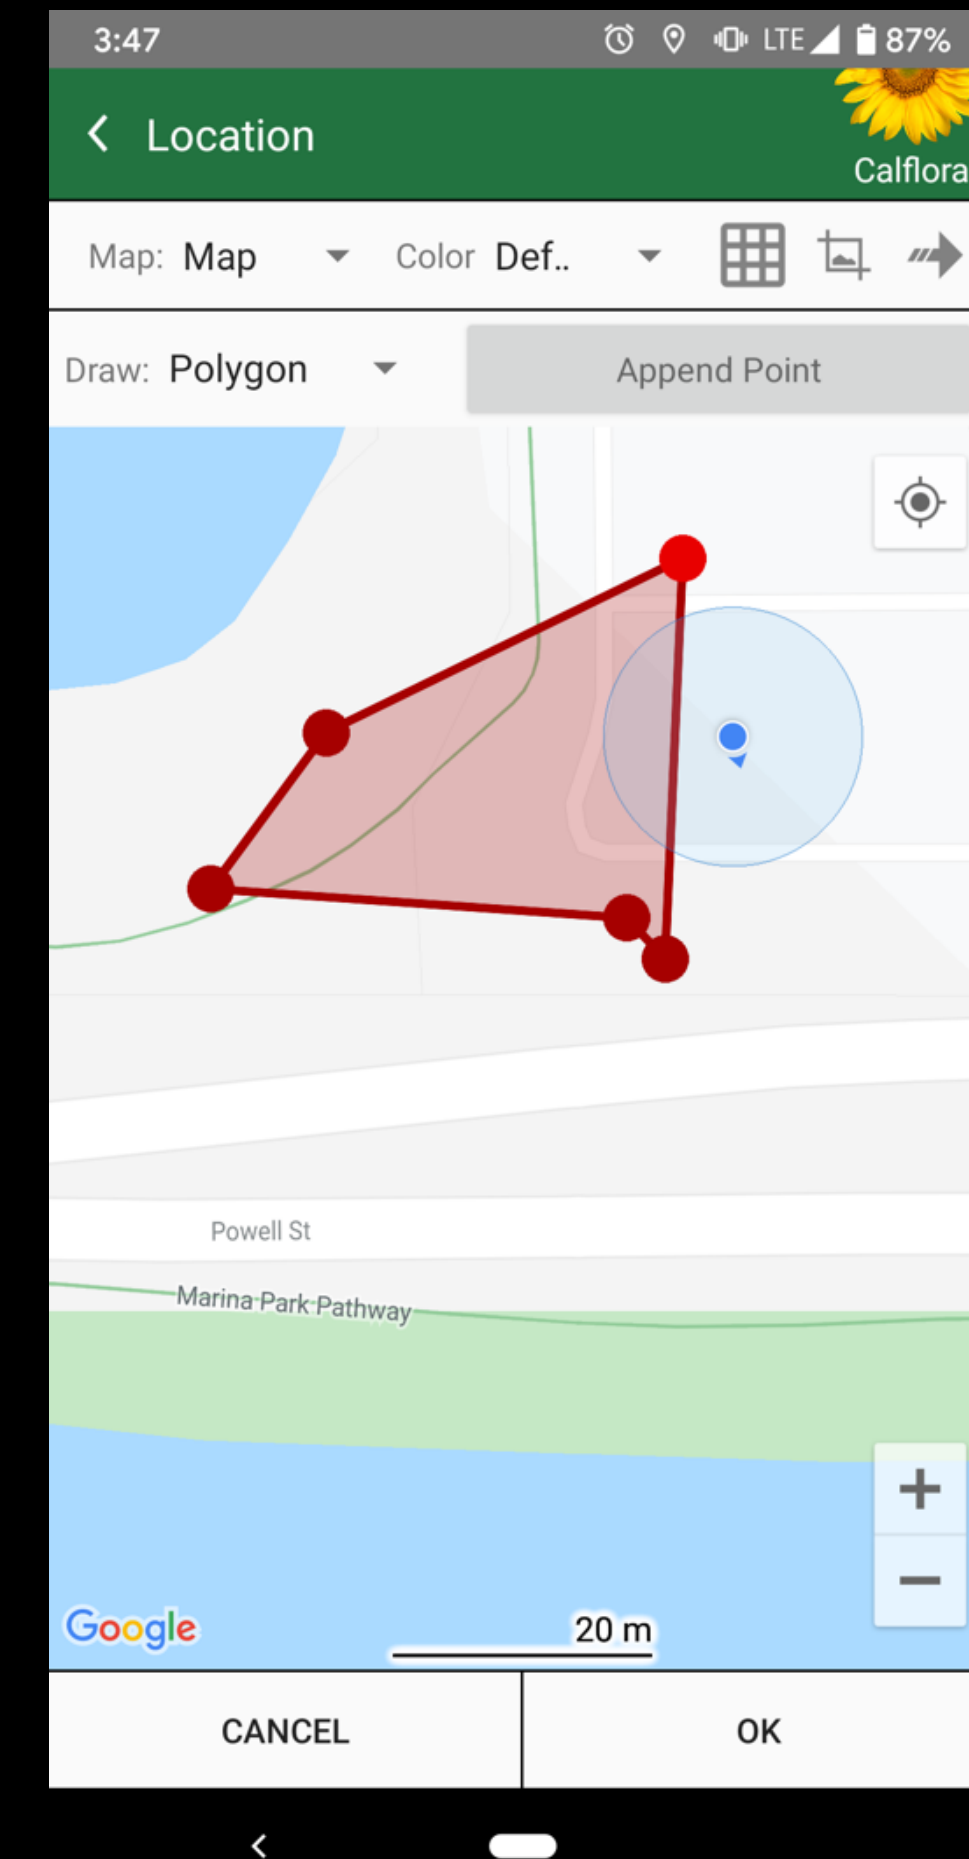 3:47 LTE 87%
Location
Calflora
Map: Map Color Def..
Draw: Polygon Append Point
Powell St
Marina Park Pathway
20 m
Google
CANCEL OK